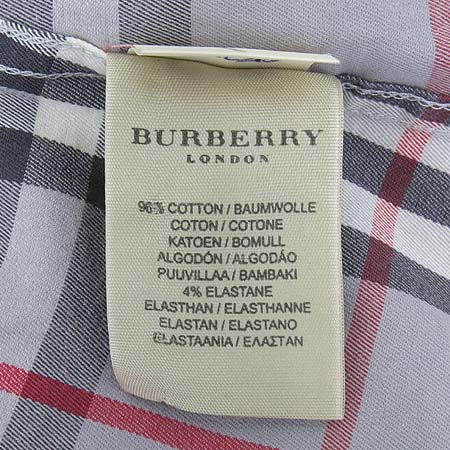 BURBERRY
LONDON
96% COTTON / BAUMWOLLE
COTON / COTONE
KATOEN / BOMULL
ALGODÓN / ALGODÃO
PUUVILLAA / BAMBAKI
4% ELASTANE
ELASTHAN / ELASTHANNE
ELASTAN / ELASTANO
ELASTAANIA / ΕΛΑΣΤΑΝ